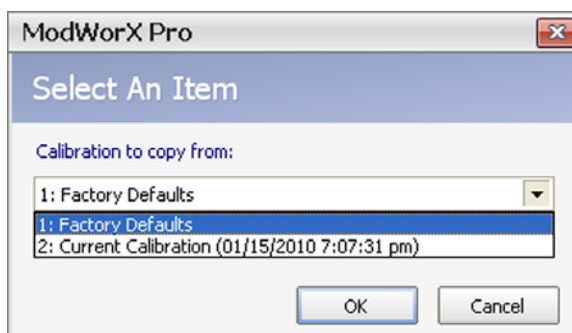 ModWorX Pro
Select An Item
Calibration to copy from:
1: Factory Defaults
1: Factory Defaults
2: Current Calibration (01/15/2010 7:07:31 pm)
OK Cancel